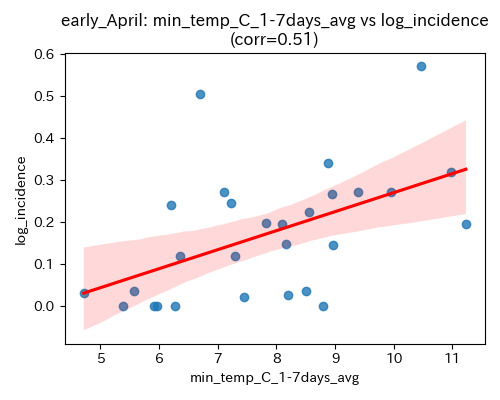 early_April: min_temp_C_1-7days_avg vs log_incidence
(corr=0.51)
0.6
0.5
0.4
0.3
0.2
0.1
0.0
log_incidence
5 6 7 8 9 10 11
min_temp_C_1-7days_avg